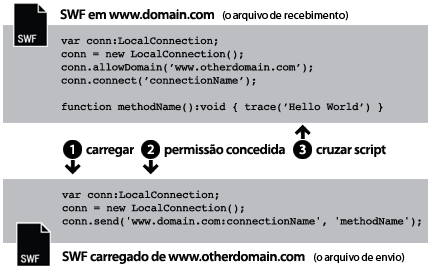 SWF
SWF em www.domain.com (o arquivo de recebimento)
var conn:LocalConnection;
conn = new LocalConnection();
conn.allowDomain(‘www.otherdomain.com’);
conn.connect(‘connectionName’);
function methodName():void { trace(‘Hello World’) }
1 carregar 2 permissão concedida 3 cruzar script
var conn:LocalConnection;
conn = new LocalConnection();
conn.send('www.domain.com:connectionName', 'methodName');
SWF
SWF carregado de www.otherdomain.com (o arquivo de envio)